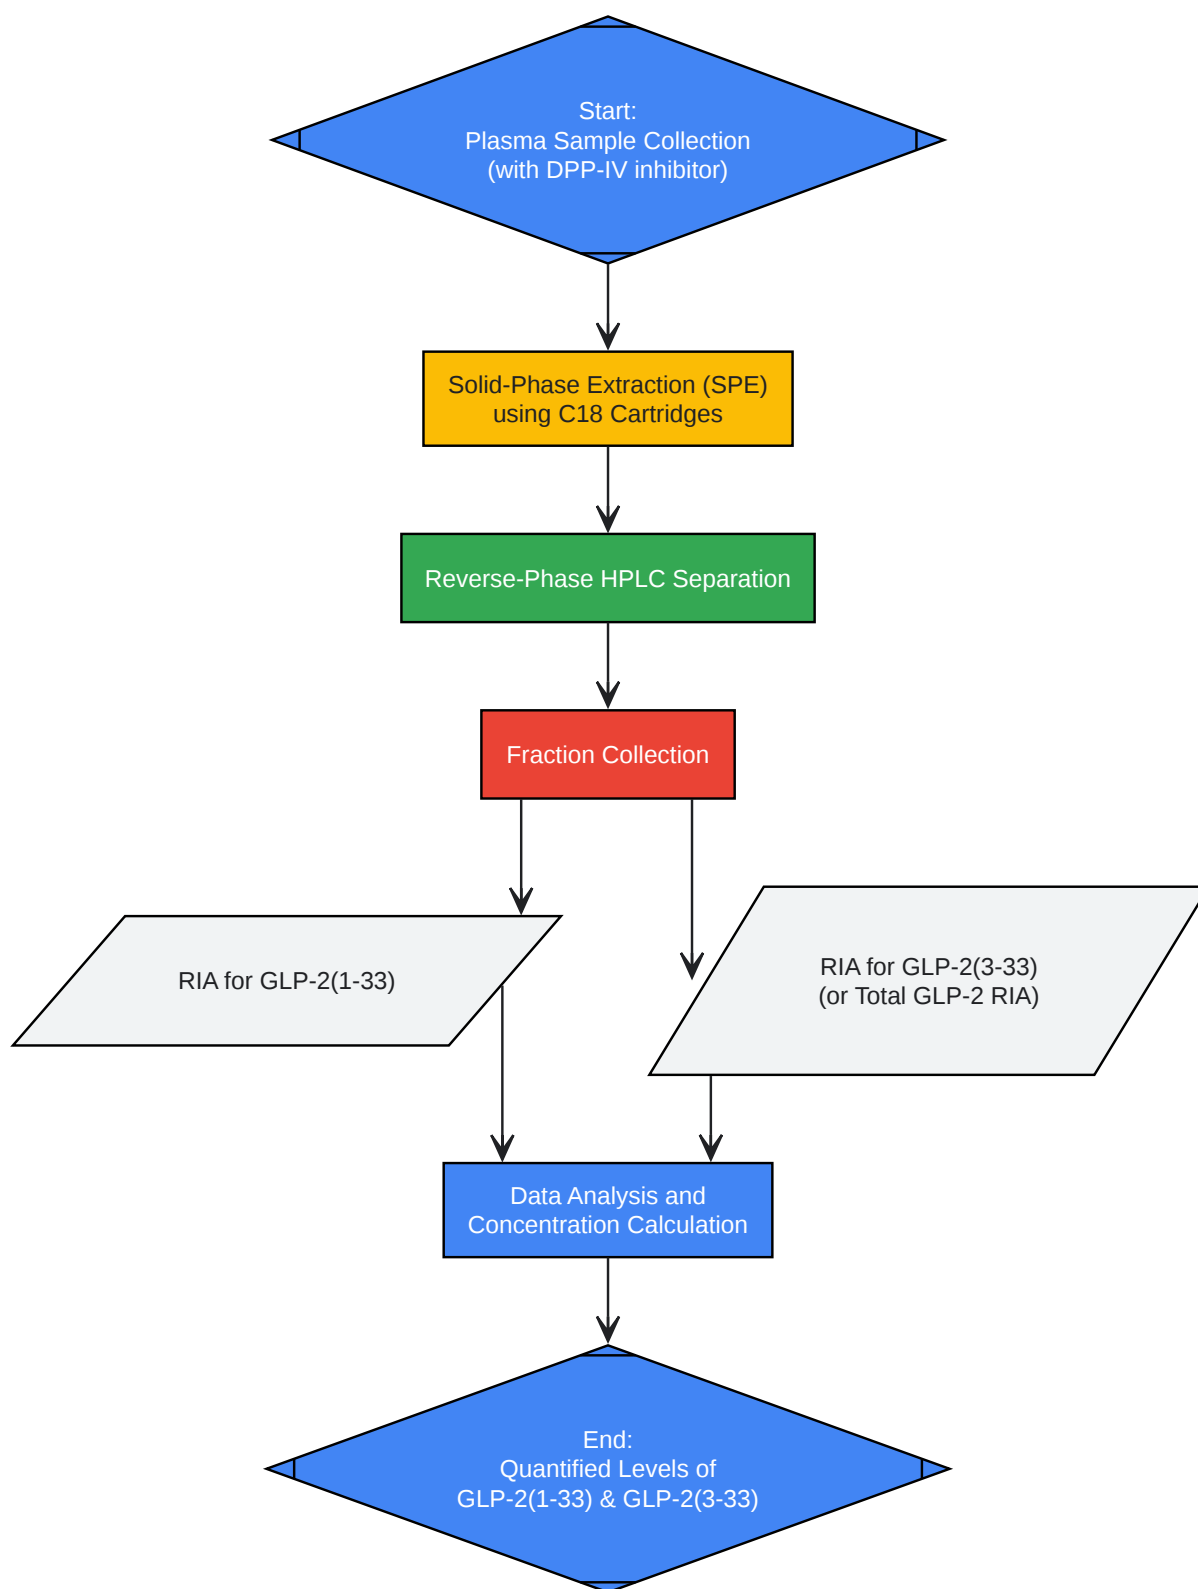 Start:
Plasma Sample Collection
(with DPP-IV inhibitor)
Solid-Phase Extraction (SPE)
using C18 Cartridges
Reverse-Phase HPLC Separation
Fraction Collection
RIA for GLP-2(1-33)
RIA for GLP-2(3-33)
(or Total GLP-2 RIA)
Data Analysis and
Concentration Calculation
End:
Quantified Levels of
GLP-2(1-33) & GLP-2(3-33)